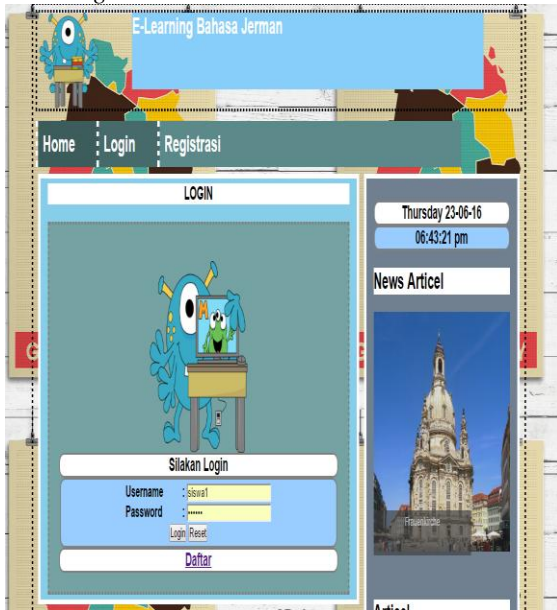 E-Learning Bahasa Jerman
Home Login Registrasi
LOGIN
Thursday 23-06-16
06:43:21 pm
News Articel
M
Frauenkirche
Silakan Login
Username : siswa1
Password : ••••••
Login Reset
Daftar